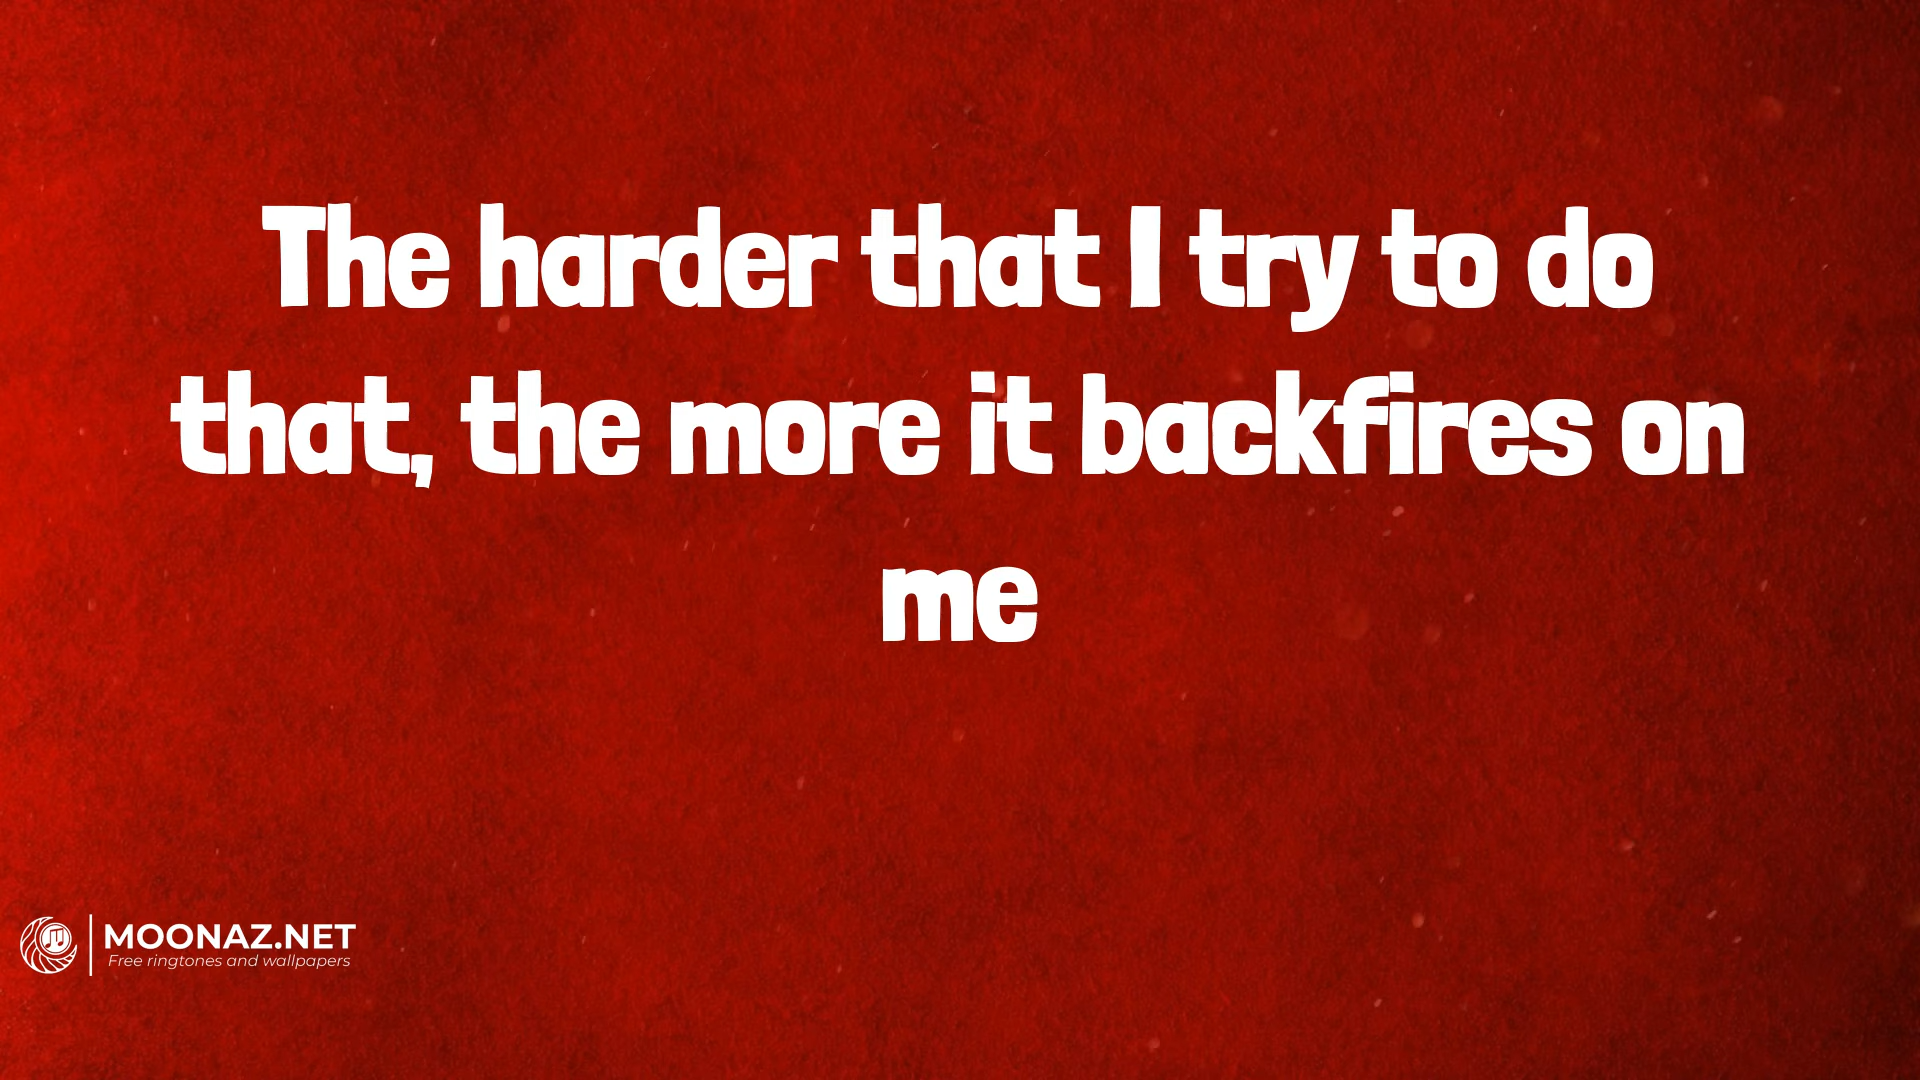 The harder that I try to do
that, the more it backfires on
me
MOONAZ.NET
Free ringtones and wallpapers